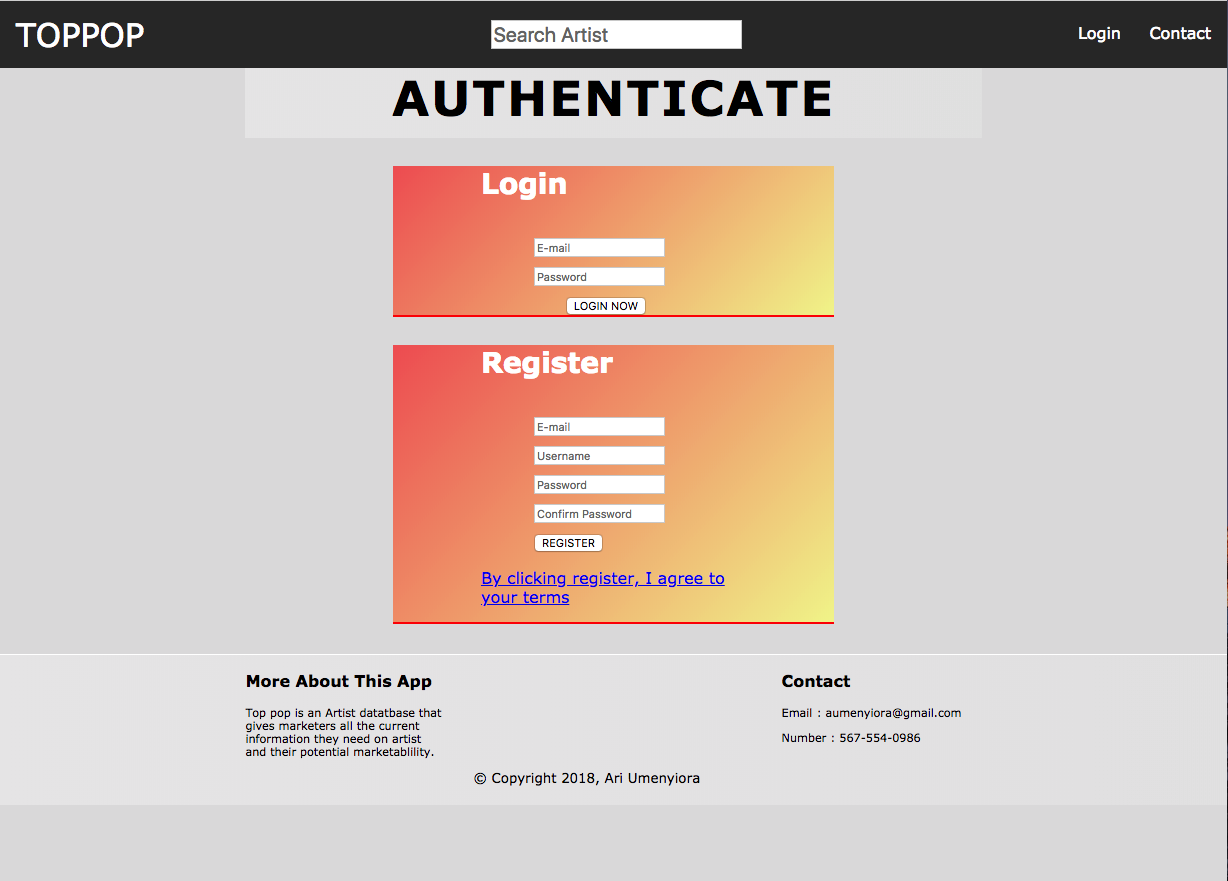 TOPPOP
Search Artist
Login
Contact
AUTHENTICATE
Login
E-mail
Password
LOGIN NOW
Register
E-mail
Username
Password
Confirm Password
REGISTER
By clicking register, I agree to
your terms
More About This App
Top pop is an Artist datatbase that
gives marketers all the current
information they need on artist
and their potential marketablility.
Contact
Email : aumenyiora@gmail.com
Number : 567-554-0986
© Copyright 2018, Ari Umenyiora